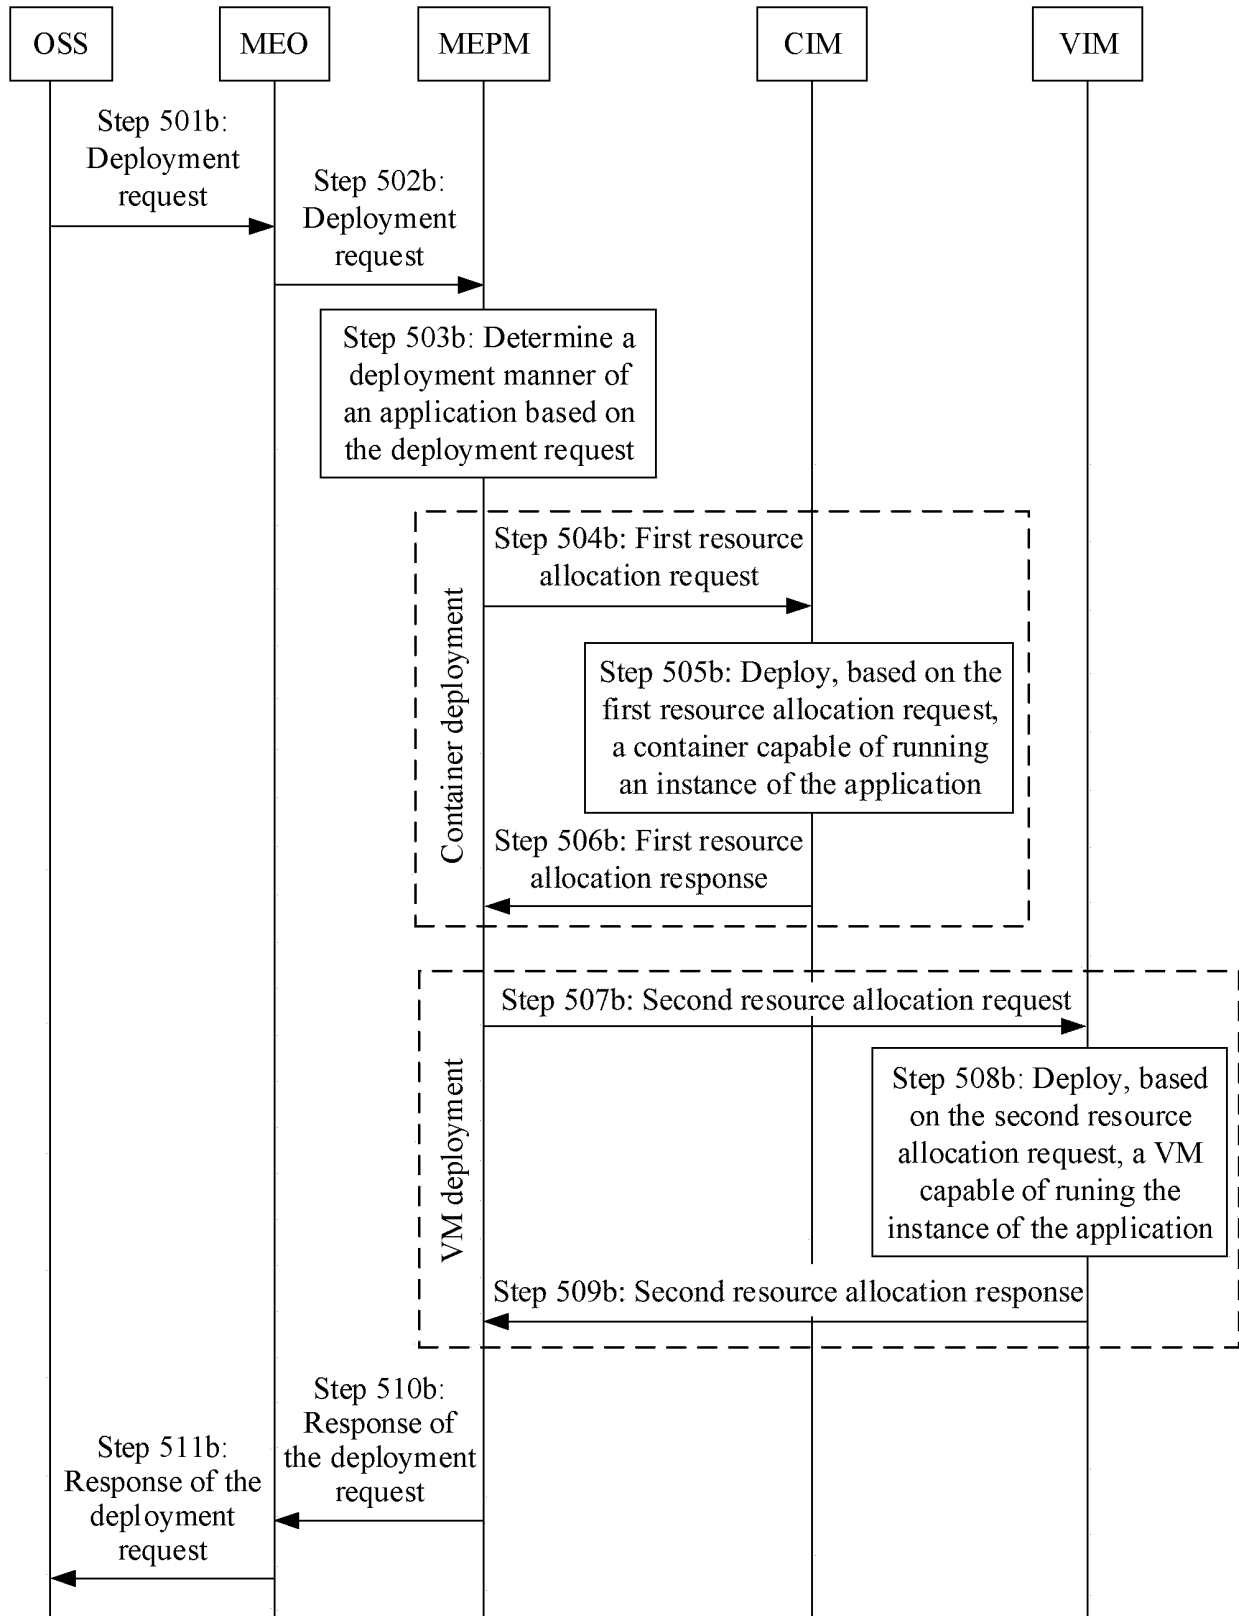 OSS
MEO
MEPM
CIM
VIM
Step 501b:
Deployment
request
Step 502b:
Deployment
request
Step 503b: Determine a
deployment manner of
an application based on
the deployment request
Container deployment
Step 504b: First resource
allocation request
Step 505b: Deploy, based on the
first resource allocation request,
a container capable of running
an instance of the application
Step 506b: First resource
allocation response
VM deployment
Step 507b: Second resource allocation request
Step 508b: Deploy, based
on the second resource
allocation request, a VM
capable of runing the
instance of the application
Step 509b: Second resource allocation response
Step 510b:
Response of
the deployment
request
Step 511b:
Response of the
deployment
request